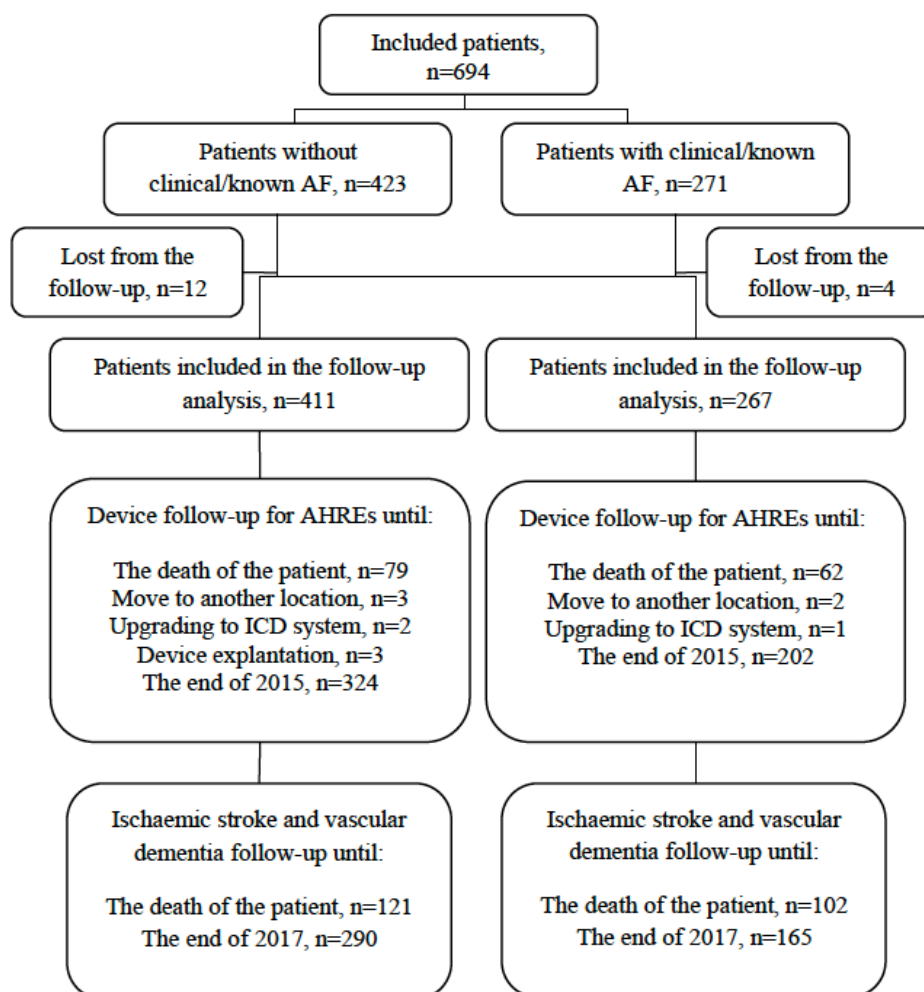 Included patients,
n=694
Patients without
clinical/known AF, n=423
Patients with clinical/known
AF, n=271
Lost from the
follow-up, n=12
Lost from the
follow-up, n=4
Patients included in the follow-up
analysis, n=411
Patients included in the follow-up
analysis, n=267
Device follow-up for AHREs until:
The death of the patient, n=79
Move to another location, n=3
Upgrading to ICD system, n=2
Device explantation, n=3
The end of 2015, n=324
Device follow-up for AHREs until:
The death of the patient, n=62
Move to another location, n=2
Upgrading to ICD system, n=1
The end of 2015, n=202
Ischaemic stroke and vascular
dementia follow-up until:
The death of the patient, n=121
The end of 2017, n=290
Ischaemic stroke and vascular
dementia follow-up until:
The death of the patient, n=102
The end of 2017, n=165